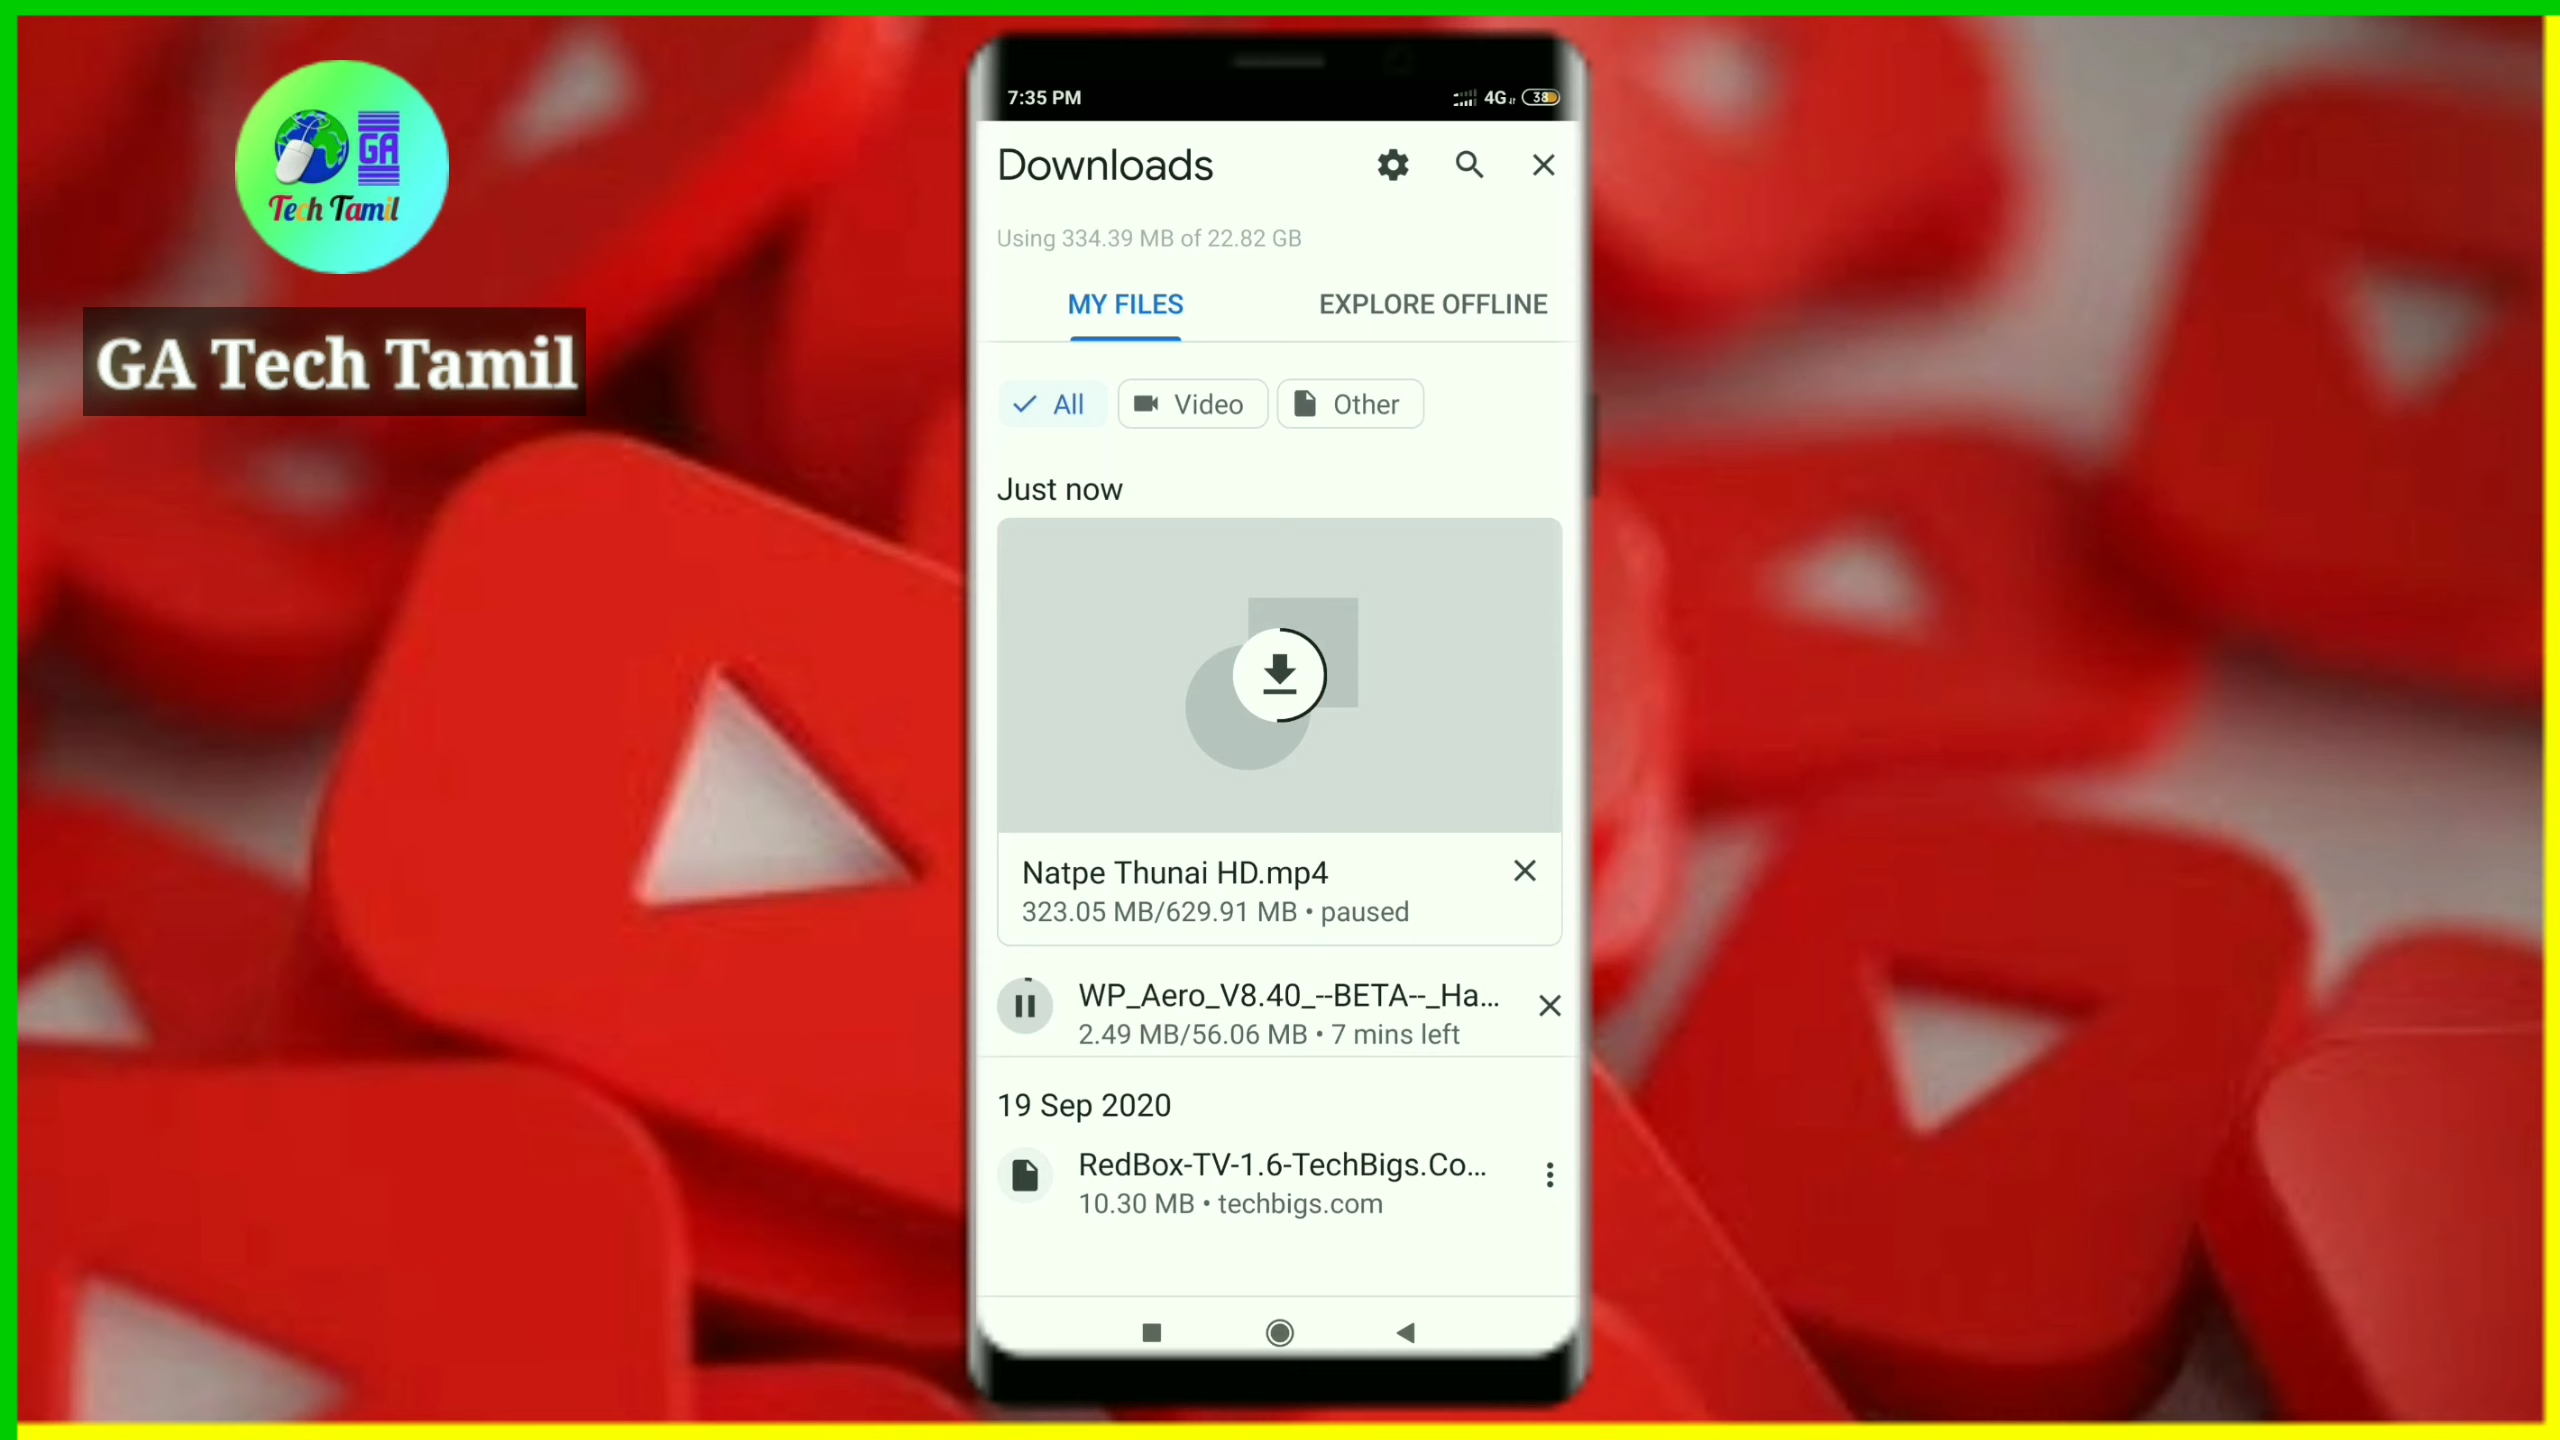 GA
Tech Tamil
GA Tech Tamil
7:35 PM
4G
38
Downloads
Using 334.39 MB of 22.82 GB
MY FILES
EXPLORE OFFLINE
All
Video
Other
Just now
Natpe Thunai HD.mp4
323.05 MB/629.91 MB • paused
WP_Aero_V8.40_--BETA--_Ha...
2.49 MB/56.06 MB • 7 mins left
19 Sep 2020
RedBox-TV-1.6-TechBigs.Co...
10.30 MB • techbigs.com